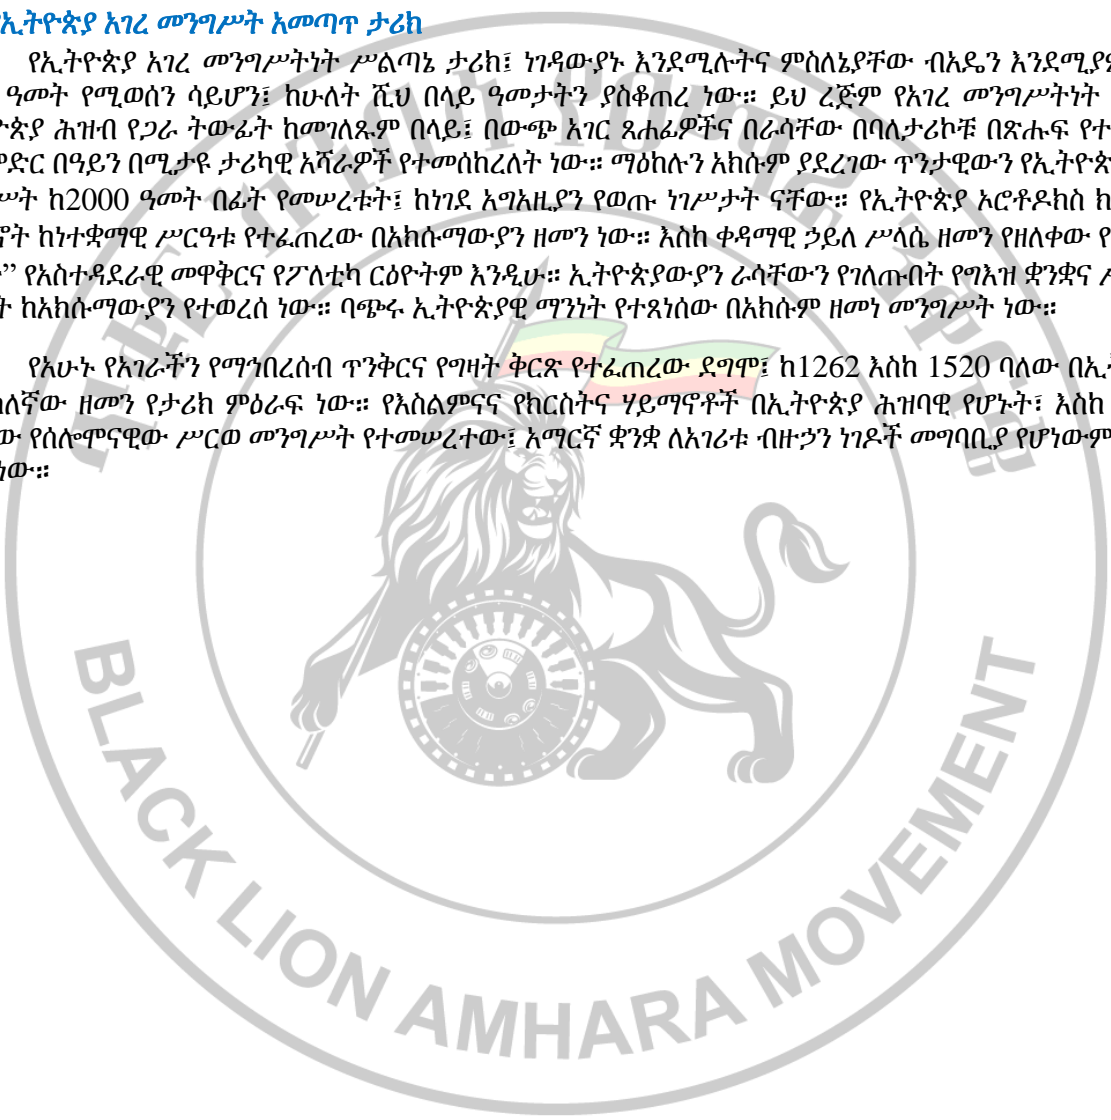 የኢትዮጵያ አገረ መንግሥት አመጣጥ ታሪክ
የኢትዮጵያ አገረ መንግሥትነት ሥልጣኔ ታሪክ፤ ነገዳውያኑ እንደሚሉትና ምስለኔያቸው ብአዴን
ዓመት የሚወሰን ሳይሆን፤ ከሁለት ሺህ በላይ ዓመታትን ያስቆጠረ ነው። ይህ ረጅም የአገረ መንግሥትነት
ሕዝብ የጋራ ትውፊት ከመገለጹም በላይ፤ በውጭ አገር ጸሐፊዎችና በራሳቸው በባለታሪኮቹ በጽሑፍ
በዓይን በሚታዩ ታሪካዊ አሻራዎች የተመሰከረለት ነው። ማዕከሉን አክሱም ያደረገው ጥንታዊውን
ከ2000 ዓመት በፊት የመሠረቱት፤ ከነገደ አግአዚያን የወጡ ነገሥታት ናቸው። የኢትዮጵያ ኦሮቶዶክስ
ከነተቋማዊ ሥርዓቱ የተፈጠረው በአክሱማውያን ዘመን ነው። እስከ ቀዳማዊ ኃይለ ሥላሴ ዘመን የዘለቀው
” የአስተዳደራዊ መዋቅርና የፖለቲካ ርዕዮትም እንዲሁ። ኢትዮጵያውያን ራሳቸውን የገለጡበት የግእዝ ቋንቋና
ከአክሱማውያን የተወረሰ ነው። ባጭሩ ኢትዮጵያዊ ማንነት የተጸነሰው በአክሱም ዘመነ መንግሥት ነው።
የአሁኑ የአገራችን የማኅበረሰብ ጥንቅርና የግዛት ቅርጽ የተፈጠረው ደግሞ፤ ከ1262 እስከ 1520 ባለው
ዘመን የታሪክ ምዕራፍ ነው። የእስልምናና የክርስትና ሃይማኖቶች በኢትዮጵያ ሕዝባዊ የሆኑት፣ እስከ
የሰሎሞናዊው ሥርወ መንግሥት የተመሠረተው፤ አማርኛ ቋንቋ ለአገሪቱ ብዙኃን ነገዶች መግባቢያ የሆነውም
ነው።
BLACK LION AMHARA MOVEMENT